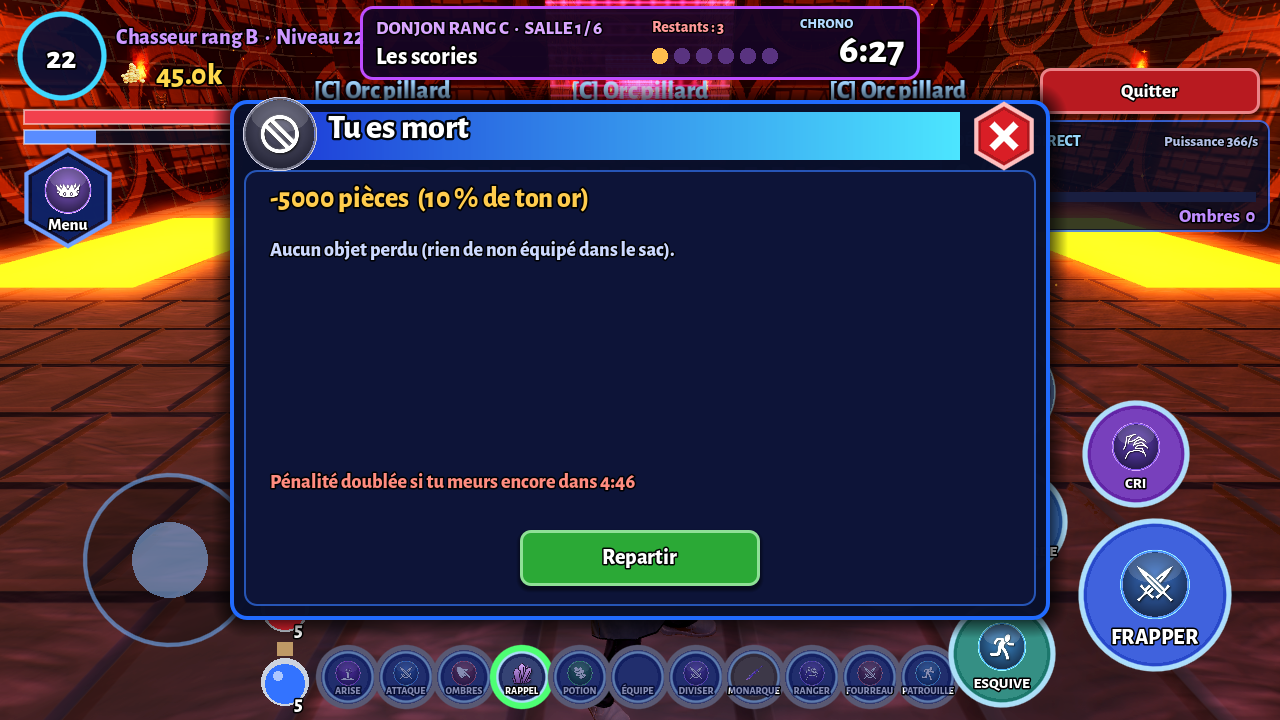 22
Chasseur rang B · Niveau 22
45.0k
DONJON RANG C · SALLE 1 / 6
Les scories
Restants : 3
CHRONO
6:27
[C] Orc pillard
[C] Orc pillard
[C] Orc pillard
Quitter
RECT
Puissance 366/s
Ombres 0
Menu
Tu es mort
-5000 pièces (10 % de ton or)
Aucun objet perdu (rien de non équipé dans le sac).
Pénalité doublée si tu meurs encore dans 4:46
Repartir
CRI
FRAPPER
ESQUIVE
5
5
ARISE
ATTAQUE
OMBRES
RAPPEL
POTION
ÉQUIPE
DIVISER
MONARQUE
RANGER
FOURREAU
PATROUILLE